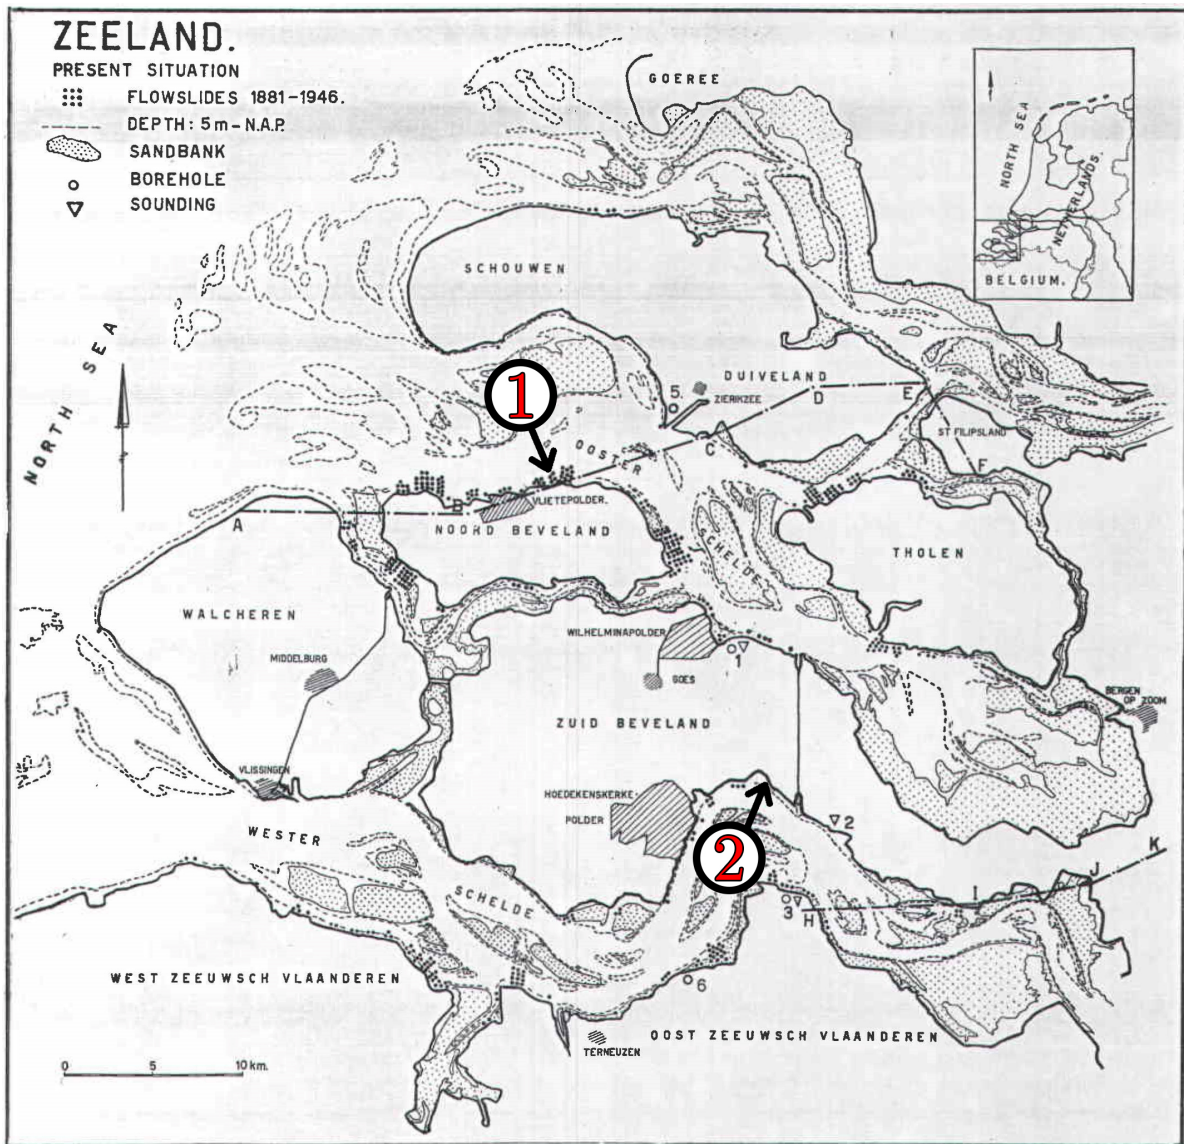 ZEELAND.
PRESENT SITUATION
FLOWSLIDES 1881-1946.
DEPTH: 5 m -N.A.P.
SANDBANK
BOREHOLE
SOUNDING
GOEREE
NORTH SEA
NETHERLANDS.
BELGIUM.
SCHOUWEN
NORTH SEA
1
DUIVELAND
5.
ZIERIKZEE
D
E
ST FILIPSLAND
OOSTER
C
F
A
B
VLIETEPOLDER.
NOORD BEVELAND
SCHELDE
THOLEN
WALCHEREN
WILHELMINAPOLDER
1
MIDDELBURG
GOES
BERGEN
OP ZOOM
ZUID BEVELAND
VLISSINGEN
HOEDEKENSKERKE-
POLDER
2
2
WESTER
K
J
I
SCHELDE
3
H
WEST ZEEUWSCH VLAANDEREN
6
OOST ZEEUWSCH VLAANDEREN
TERNEUZEN
0 5 10 km.